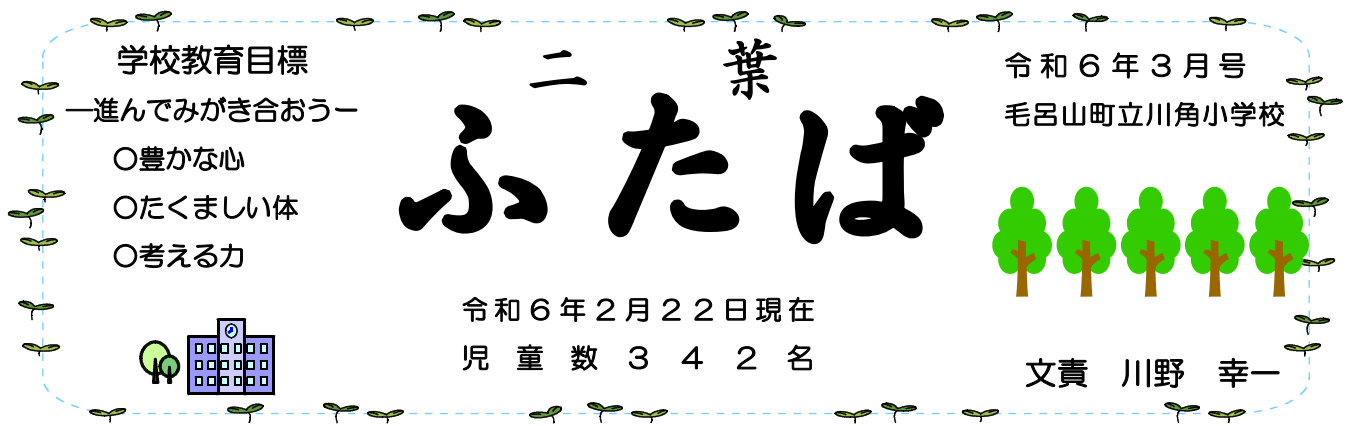 学校教育目標
―進んでみがき合おうー
〇豊かな心
〇たくましい体
〇考える力
二 葉
ふたば
令和６年２月２２日現在
児童数３４２名
令和６年３月号
毛呂山町立川角小学校
文責 川野 幸一